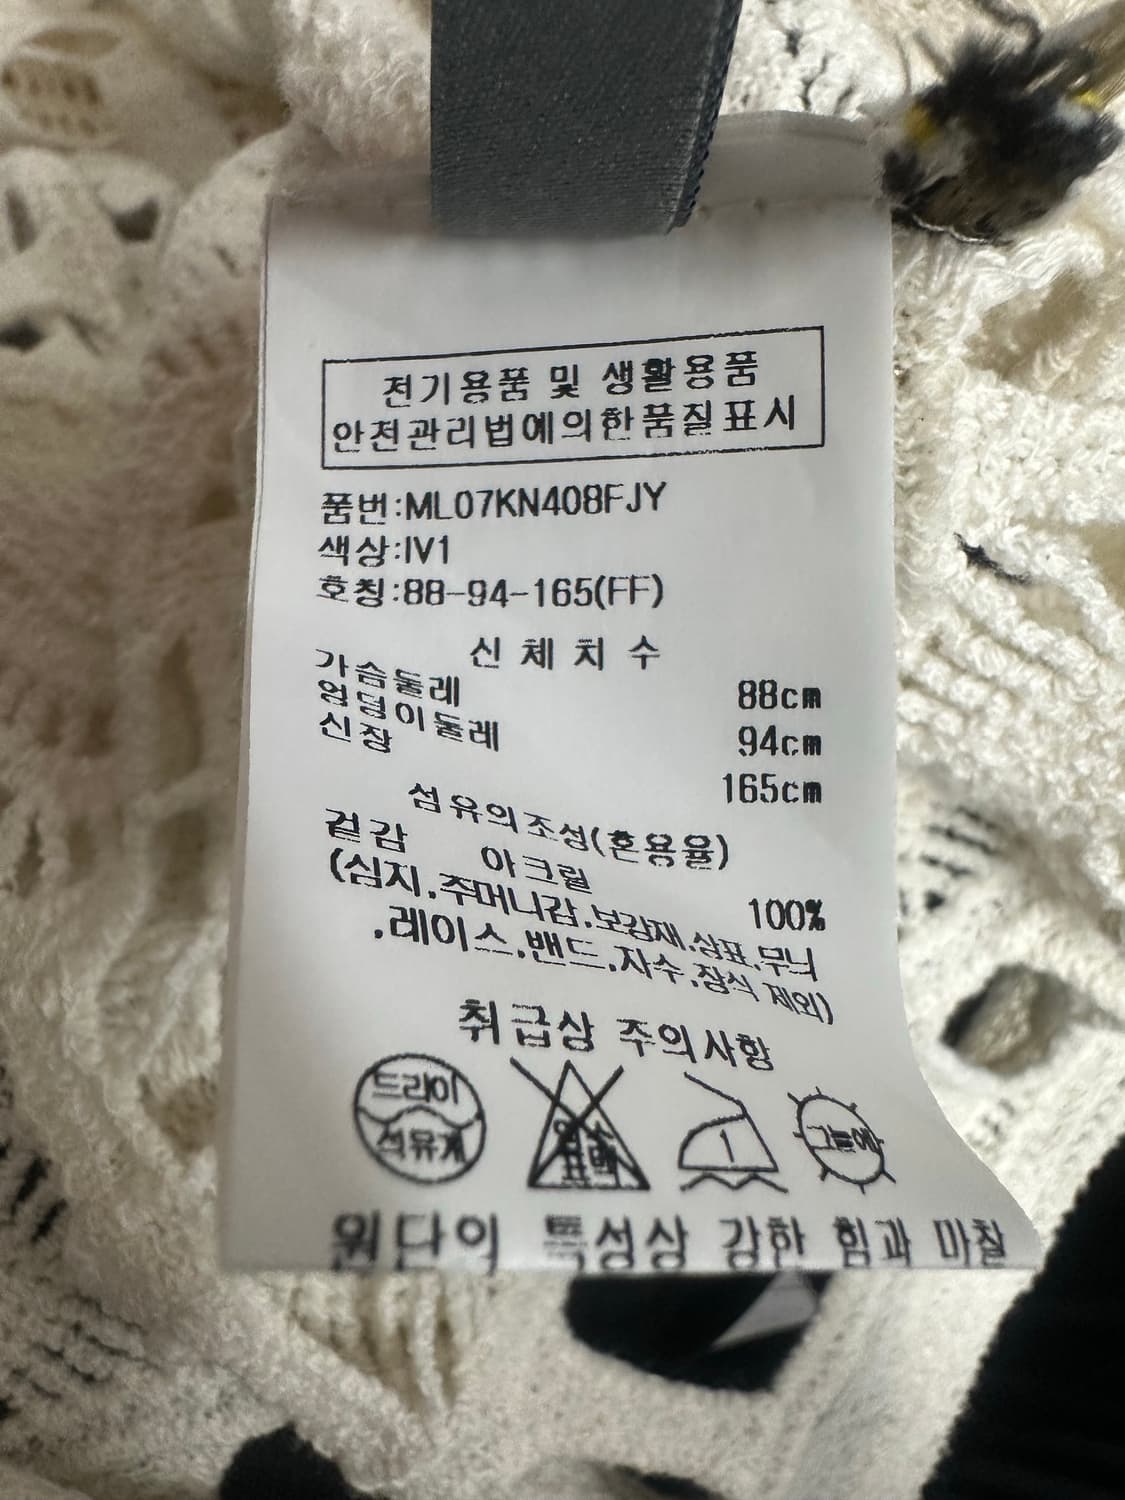 전기용품 및 생활용품
안전관리법에의한품질표시
품번:ML07KN408FJY
색상:IV1
호칭:88-94-165(FF)
신 체 치 수
가슴둘레 88cm
엉덩이둘레 94cm
신장 165cm
섬유의조성(혼용율)
겉감 아크릴 100%
(심지,주머니감,보강재,상표,무늬
,레이스,밴드,자수,장식 제외)
취급상 주의사항
드라이
석유계
염소
표백
1
그늘에
원단의 특성상 강한 힘과 마찰